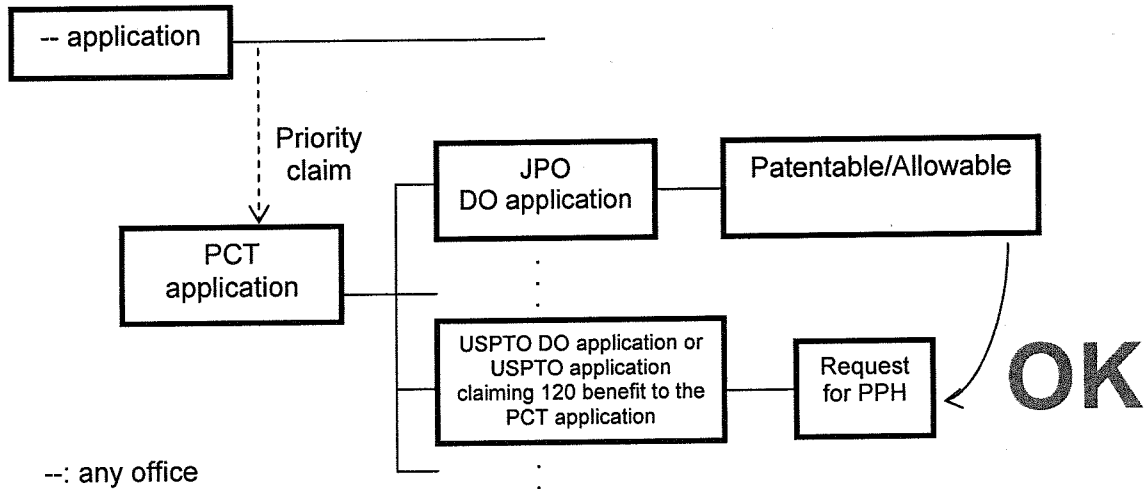 -- application
Priority
claim
PCT
application
JPO
DO application
Patentable/Allowable
USPTO DO application or
USPTO application
claiming 120 benefit to the
PCT application
Request
for PPH
OK
--: any office